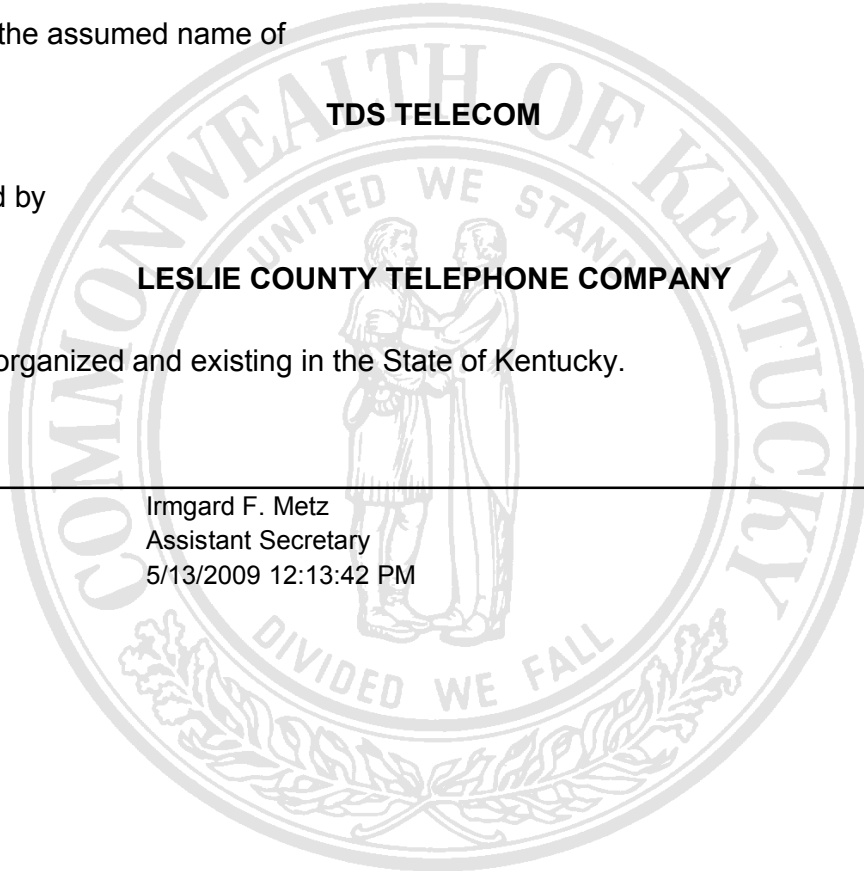 the assumed name of
TDS TELECOM
d by
LESLIE COUNTY TELEPHONE COMPANY
organized and existing in the State of Kentucky.
Irmgard F. Metz
Assistant Secretary
5/13/2009 12:13:42 PM
COMMONWEALTH OF KENTUCKY
UNITED WE STAND
DIVIDED WE FALL